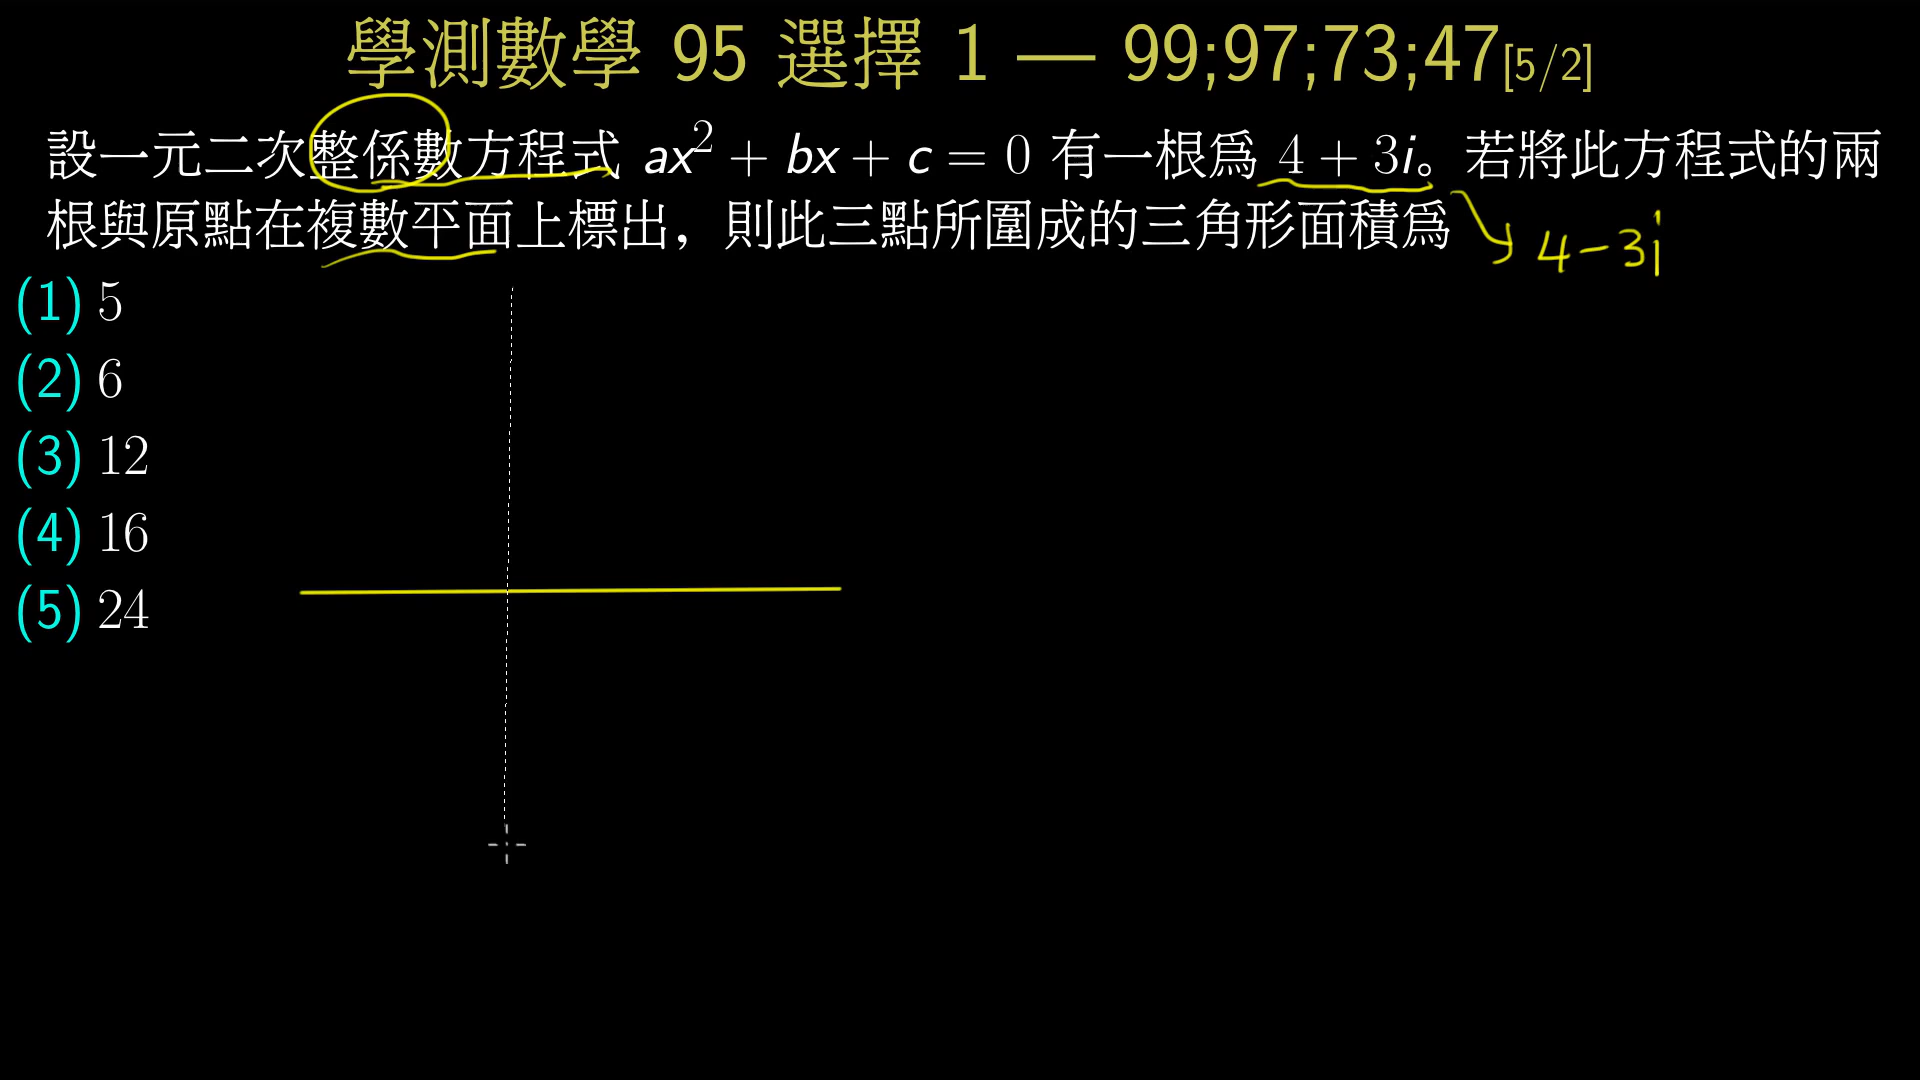 學測數學 95 選擇 1 — 99;97;73;47[5/2]
設一元二次整係數方程式 ax² + bx + c = 0 有一根爲 4 + 3i。若將此方程式的兩
根與原點在複數平面上標出，則此三點所圍成的三角形面積爲
4-3i
(1) 5
(2) 6
(3) 12
(4) 16
(5) 24